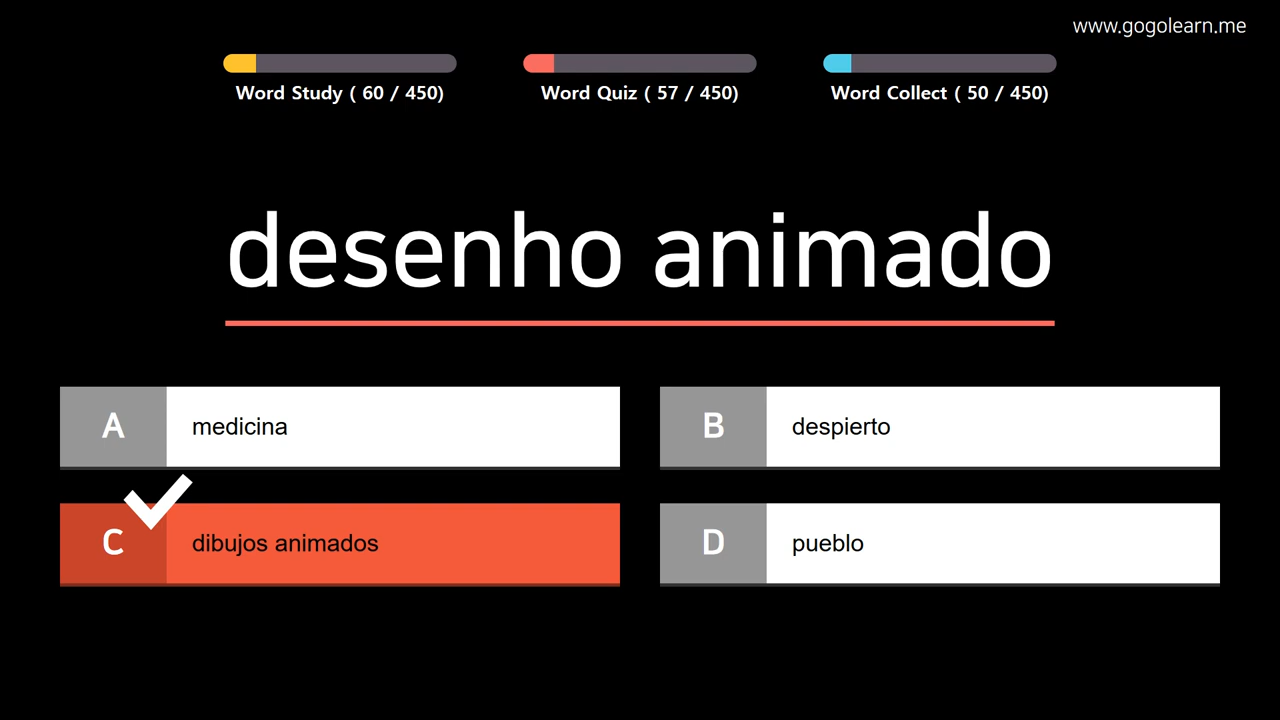 www.gogolearn.me
Word Study ( 60 / 450)
Word Quiz ( 57 / 450)
Word Collect ( 50 / 450)
desenho animado
A
medicina
B
despierto
C
dibujos animados
D
pueblo